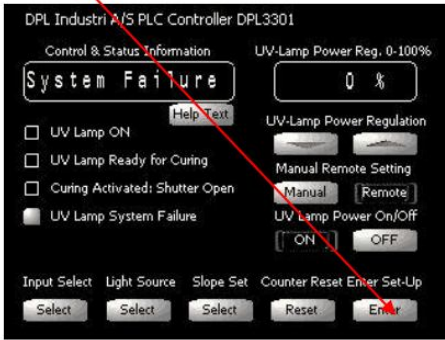 DPL Industri A/S PLC Controller DPL3301
Control & Status Information
UV-Lamp Power Reg. 0-100%
System Failure
0 %
Help Text
UV-Lamp Power Regulation
UV Lamp ON
UV Lamp Ready for Curing
Manual Remote Setting
Curing Activated: Shutter Open
Manual
Remote
UV Lamp System Failure
UV Lamp Power On/Off
ON
OFF
Input Select
Light Source
Slope Set
Counter Reset
Enter Set-Up
Select
Select
Select
Reset
Enter